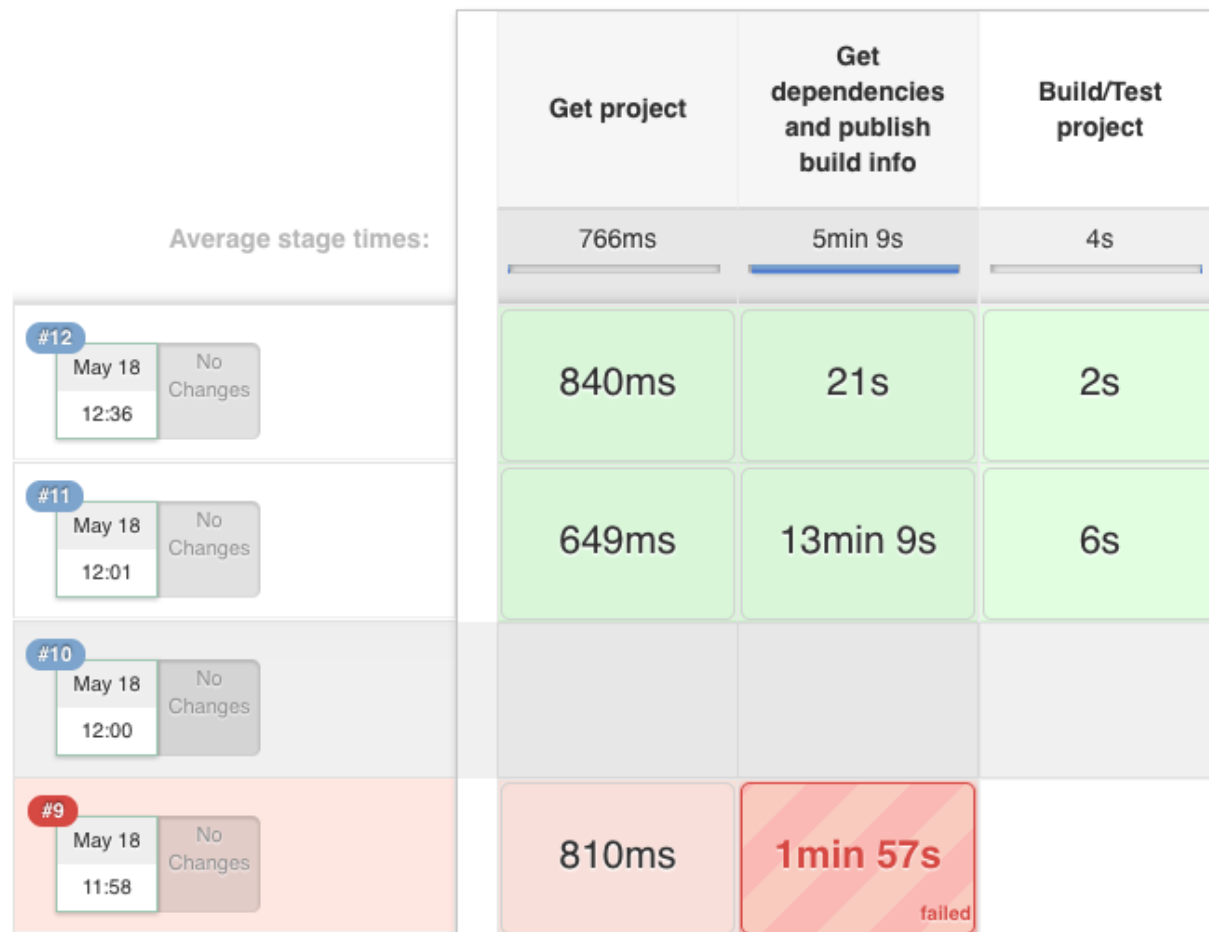 Get project
Get
dependencies
and publish
build info
Build/Test
project
Average stage times:
766ms
5min 9s
4s
#12
May 18
12:36
No
Changes
840ms
21s
2s
#11
May 18
12:01
No
Changes
649ms
13min 9s
6s
#10
May 18
12:00
No
Changes
#9
May 18
11:58
No
Changes
810ms
1min 57s
failed